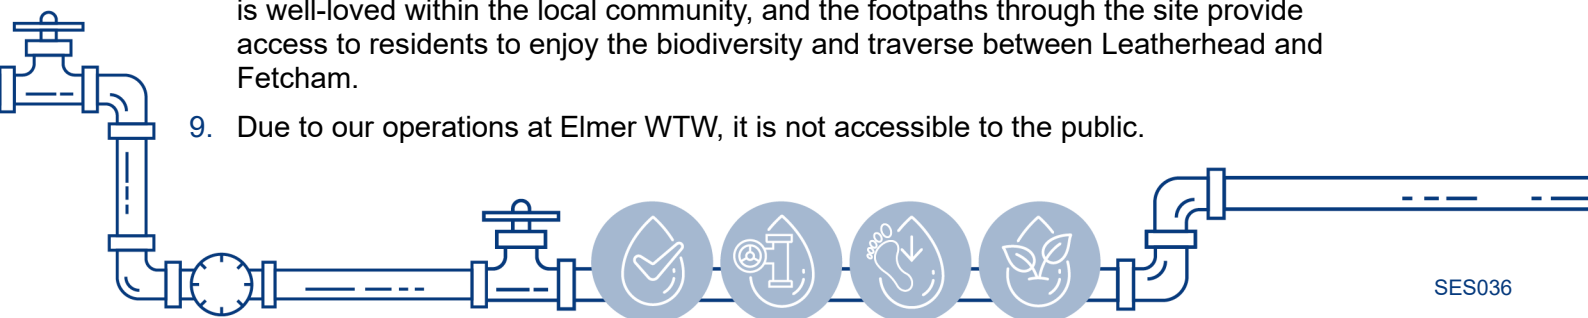 is well-loved within the local community, and the footpaths through the site provide
access to residents to enjoy the biodiversity and traverse between Leatherhead and
Fetcham.
9. Due to our operations at Elmer WTW, it is not accessible to the public.
SES036